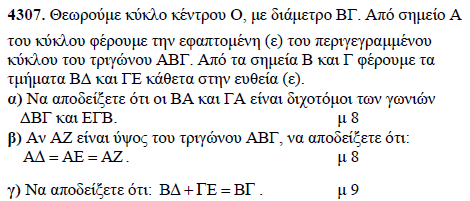 4307. Θεωρούμε κύκλο κέντρου Ο, με διάμετρο ΒΓ. Από σημείο Α
του κύκλου φέρουμε την εφαπτομένη (ε) του περιγεγραμμένου
κύκλου του τριγώνου ΑΒΓ. Από τα σημεία Β και Γ φέρουμε τα
τμήματα ΒΔ και ΓΕ κάθετα στην ευθεία (ε).
α) Να αποδείξετε ότι οι ΒΑ και ΓΑ είναι διχοτόμοι των γωνιών
ΔΒΓ και ΕΓΒ. μ 8
β) Αν ΑΖ είναι ύψος του τριγώνου ΑΒΓ, να αποδείξετε ότι:
ΑΔ = ΑΕ = ΑΖ. μ 8
γ) Να αποδείξετε ότι: ΒΔ + ΓΕ = ΒΓ. μ 9